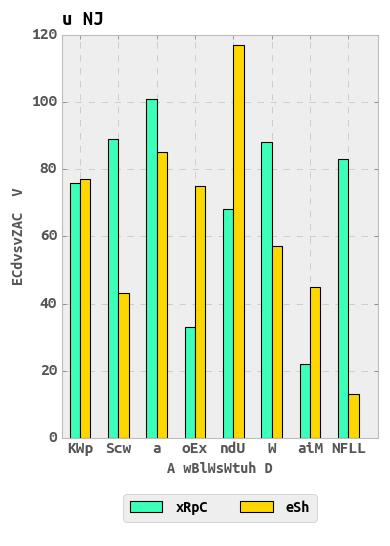 u NJ
120
100
80
60
40
20
0
ECdvsvZAC  V
KWp Scw a oEx ndU W aiM NFLL
A wBlWsWtuh D
xRpC eSh